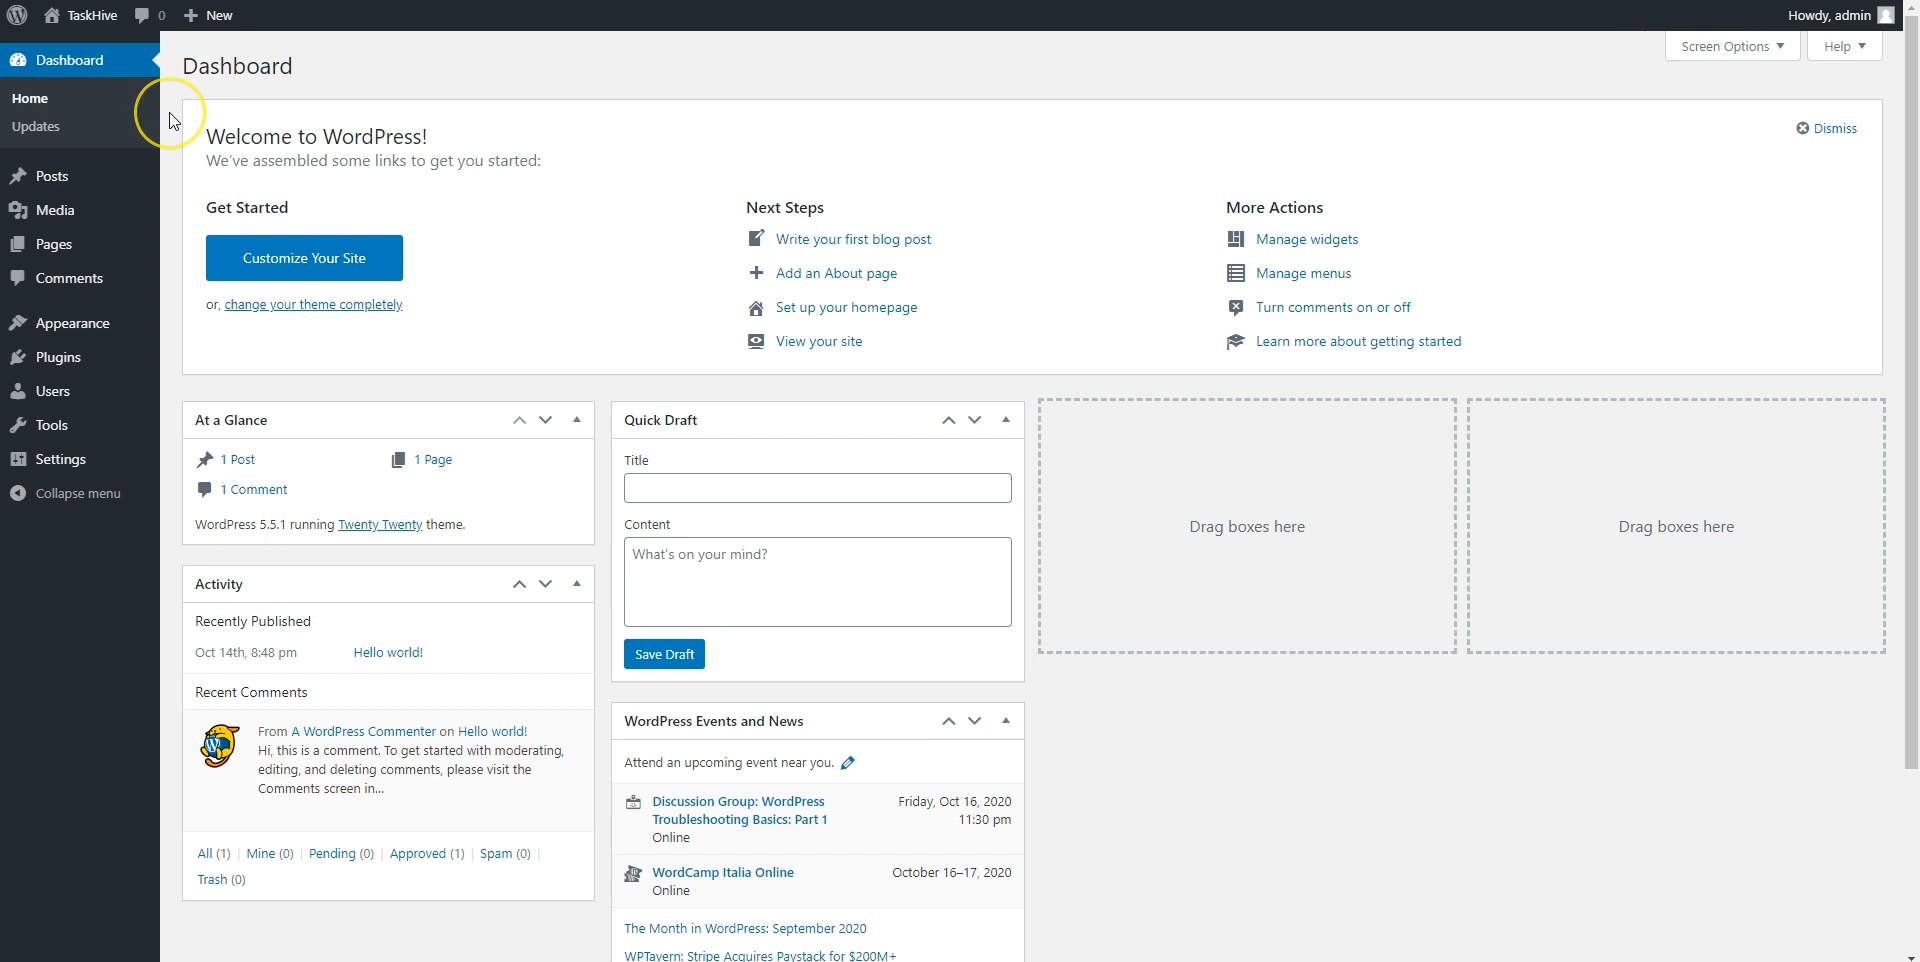 TaskHive 0 New Howdy, admin
Screen Options Help
Dashboard
Home
Updates
Posts
Media
Pages
Comments
Appearance
Plugins
Users
Tools
Settings
Collapse menu
Dashboard
Welcome to WordPress!
We've assembled some links to get you started:
Dismiss
Get Started
Customize Your Site
or, change your theme completely
Next Steps
Write your first blog post
Add an About page
Set up your homepage
View your site
More Actions
Manage widgets
Manage menus
Turn comments on or off
Learn more about getting started
At a Glance
1 Post 1 Page
1 Comment
WordPress 5.5.1 running Twenty Twenty theme.
Activity
Recently Published
Oct 14th, 8:48 pm Hello world!
Recent Comments
From A WordPress Commenter on Hello world!
Hi, this is a comment. To get started with moderating,
editing, and deleting comments, please visit the
Comments screen in...
All (1) | Mine (0) | Pending (0) | Approved (1) | Spam (0) |
Trash (0)
Quick Draft
Title
Content
What's on your mind?
Save Draft
WordPress Events and News
Attend an upcoming event near you.
Discussion Group: WordPress Friday, Oct 16, 2020
Troubleshooting Basics: Part 1 11:30 pm
Online
WordCamp Italia Online October 16–17, 2020
Online
The Month in WordPress: September 2020
WPTavern: Stripe Acquires Paystack for $200M+
Drag boxes here
Drag boxes here